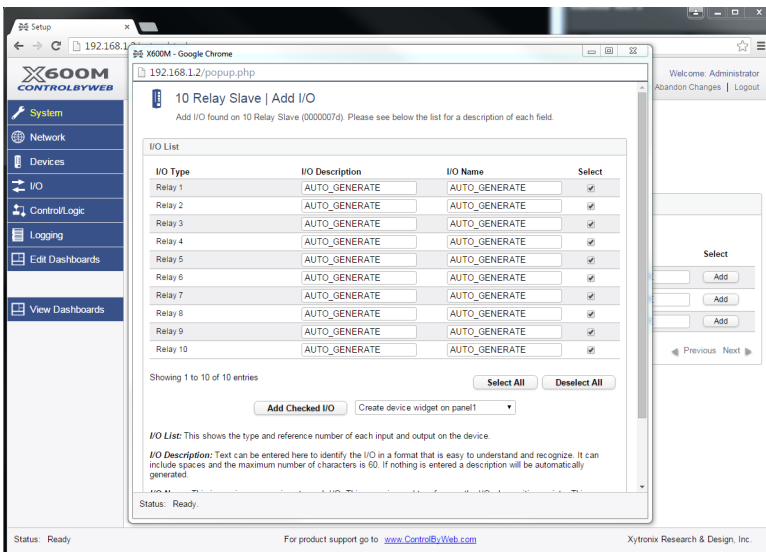 Setup
192.168.1
X600M - Google Chrome
192.168.1.2/popup.php
X600M
CONTROLBYWEB
Welcome: Administrator
Abandon Changes | Logout
System
Network
Devices
I/O
Control/Logic
Logging
Edit Dashboards
View Dashboards
10 Relay Slave | Add I/O
Add I/O found on 10 Relay Slave (0000007d). Please see below the list for a description of each field.
I/O List
I/O Type I/O Description I/O Name Select
Relay 1 AUTO_GENERATE AUTO_GENERATE
Relay 2 AUTO_GENERATE AUTO_GENERATE
Relay 3 AUTO_GENERATE AUTO_GENERATE
Relay 4 AUTO_GENERATE AUTO_GENERATE
Relay 5 AUTO_GENERATE AUTO_GENERATE
Relay 6 AUTO_GENERATE AUTO_GENERATE
Relay 7 AUTO_GENERATE AUTO_GENERATE
Relay 8 AUTO_GENERATE AUTO_GENERATE
Relay 9 AUTO_GENERATE AUTO_GENERATE
Relay 10 AUTO_GENERATE AUTO_GENERATE
Showing 1 to 10 of 10 entries
Select All Deselect All
Add Checked I/O Create device widget on panel1
I/O List: This shows the type and reference number of each input and output on the device.
I/O Description: Text can be entered here to identify the I/O in a format that is easy to understand and recognize. It can
include spaces and the maximum number of characters is 60. If nothing is entered a description will be automatically
generated.
Status: Ready.
Select
Add
Add
Add
Previous Next
Status: Ready
For product support go to www.ControlByWeb.com
Xytronix Research & Design, Inc.